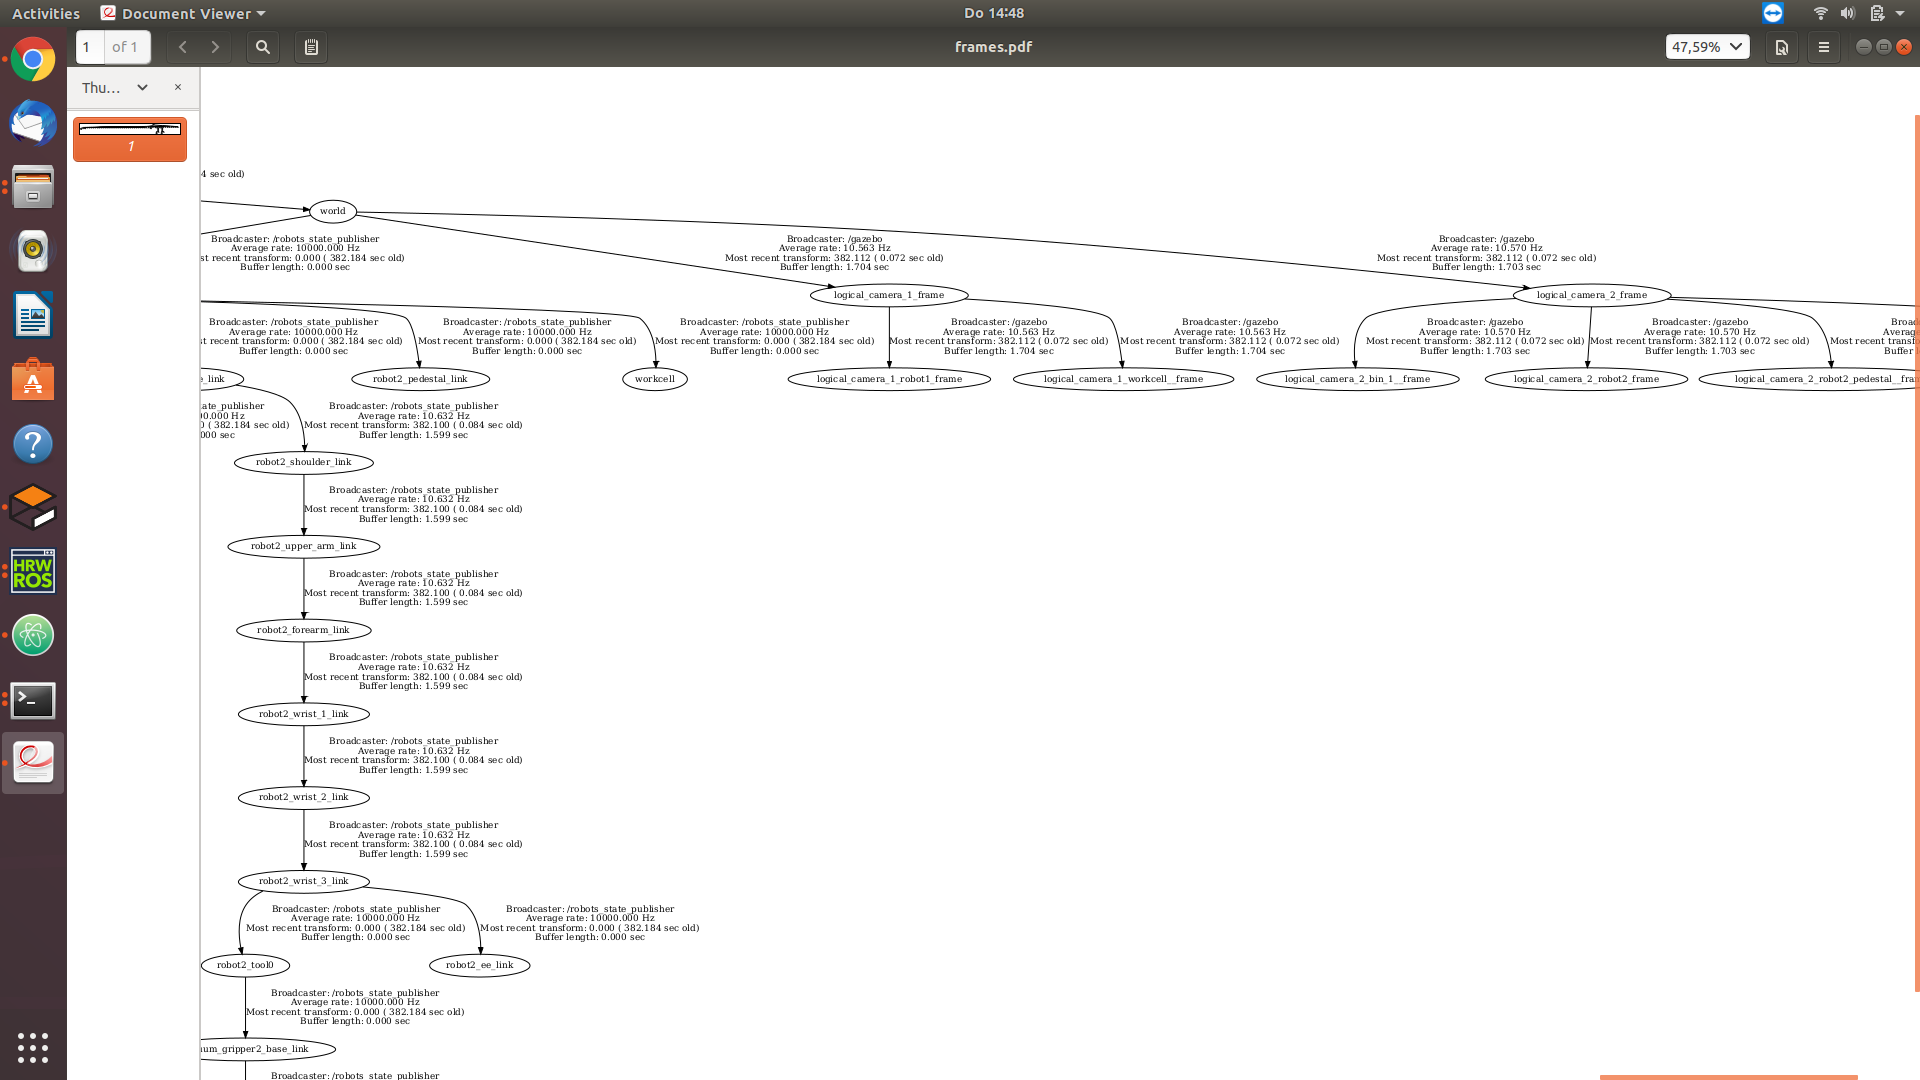 Activities
Document Viewer
Do 14:48
1
of 1
frames.pdf
47,59%
Thu...
1
4 sec old)
world
Broadcaster: /robots_state_publisher
Average rate: 10000.000 Hz
st recent transform: 0.000 ( 382.184 sec old)
Buffer length: 0.000 sec
Broadcaster: /gazebo
Average rate: 10.563 Hz
Most recent transform: 382.112 ( 0.072 sec old)
Buffer length: 1.704 sec
Broadcaster: /gazebo
Average rate: 10.570 Hz
Most recent transform: 382.112 ( 0.072 sec old)
Buffer length: 1.703 sec
logical_camera_1_frame
logical_camera_2_frame
Broadcaster: /robots_state_publisher
Average rate: 10000.000 Hz
st recent transform: 0.000 ( 382.184 sec old)
Buffer length: 0.000 sec
Broadcaster: /robots_state_publisher
Average rate: 10000.000 Hz
Most recent transform: 0.000 ( 382.184 sec old)
Buffer length: 0.000 sec
Broadcaster: /robots_state_publisher
Average rate: 10000.000 Hz
Most recent transform: 0.000 ( 382.184 sec old)
Buffer length: 0.000 sec
Broadcaster: /gazebo
Average rate: 10.563 Hz
Most recent transform: 382.112 ( 0.072 sec old)
Buffer length: 1.704 sec
Broadcaster: /gazebo
Average rate: 10.563 Hz
Most recent transform: 382.112 ( 0.072 sec old)
Buffer length: 1.704 sec
Broadcaster: /gazebo
Average rate: 10.570 Hz
Most recent transform: 382.112 ( 0.072 sec old)
Buffer length: 1.703 sec
Broadcaster: /gazebo
Average rate: 10.570 Hz
Most recent transform: 382.112 ( 0.072 sec old)
Buffer length: 1.703 sec
Broad
Averag
Most recent trans
Buffer l
e_link
robot2_pedestal_link
workcell
logical_camera_1_robot1_frame
logical_camera_1_workcell__frame
logical_camera_2_bin_1__frame
logical_camera_2_robot2_frame
logical_camera_2_robot2_pedestal__fra
ate_publisher
00.000 Hz
0 ( 382.184 sec old)
000 sec
Broadcaster: /robots_state_publisher
Average rate: 10.632 Hz
Most recent transform: 382.100 ( 0.084 sec old)
Buffer length: 1.599 sec
robot2_shoulder_link
Broadcaster: /robots_state_publisher
Average rate: 10.632 Hz
Most recent transform: 382.100 ( 0.084 sec old)
Buffer length: 1.599 sec
robot2_upper_arm_link
Broadcaster: /robots_state_publisher
Average rate: 10.632 Hz
Most recent transform: 382.100 ( 0.084 sec old)
Buffer length: 1.599 sec
HRW
ROS
robot2_forearm_link
Broadcaster: /robots_state_publisher
Average rate: 10.632 Hz
Most recent transform: 382.100 ( 0.084 sec old)
Buffer length: 1.599 sec
robot2_wrist_1_link
Broadcaster: /robots_state_publisher
Average rate: 10.632 Hz
Most recent transform: 382.100 ( 0.084 sec old)
Buffer length: 1.599 sec
robot2_wrist_2_link
Broadcaster: /robots_state_publisher
Average rate: 10.632 Hz
Most recent transform: 382.100 ( 0.084 sec old)
Buffer length: 1.599 sec
robot2_wrist_3_link
Broadcaster: /robots_state_publisher
Average rate: 10000.000 Hz
Most recent transform: 0.000 ( 382.184 sec old)
Buffer length: 0.000 sec
Broadcaster: /robots_state_publisher
Average rate: 10000.000 Hz
Most recent transform: 0.000 ( 382.184 sec old)
Buffer length: 0.000 sec
robot2_tool0
robot2_ee_link
Broadcaster: /robots_state_publisher
Average rate: 10000.000 Hz
Most recent transform: 0.000 ( 382.184 sec old)
Buffer length: 0.000 sec
um_gripper2_base_link
Broadcaster: /robots_state_publisher